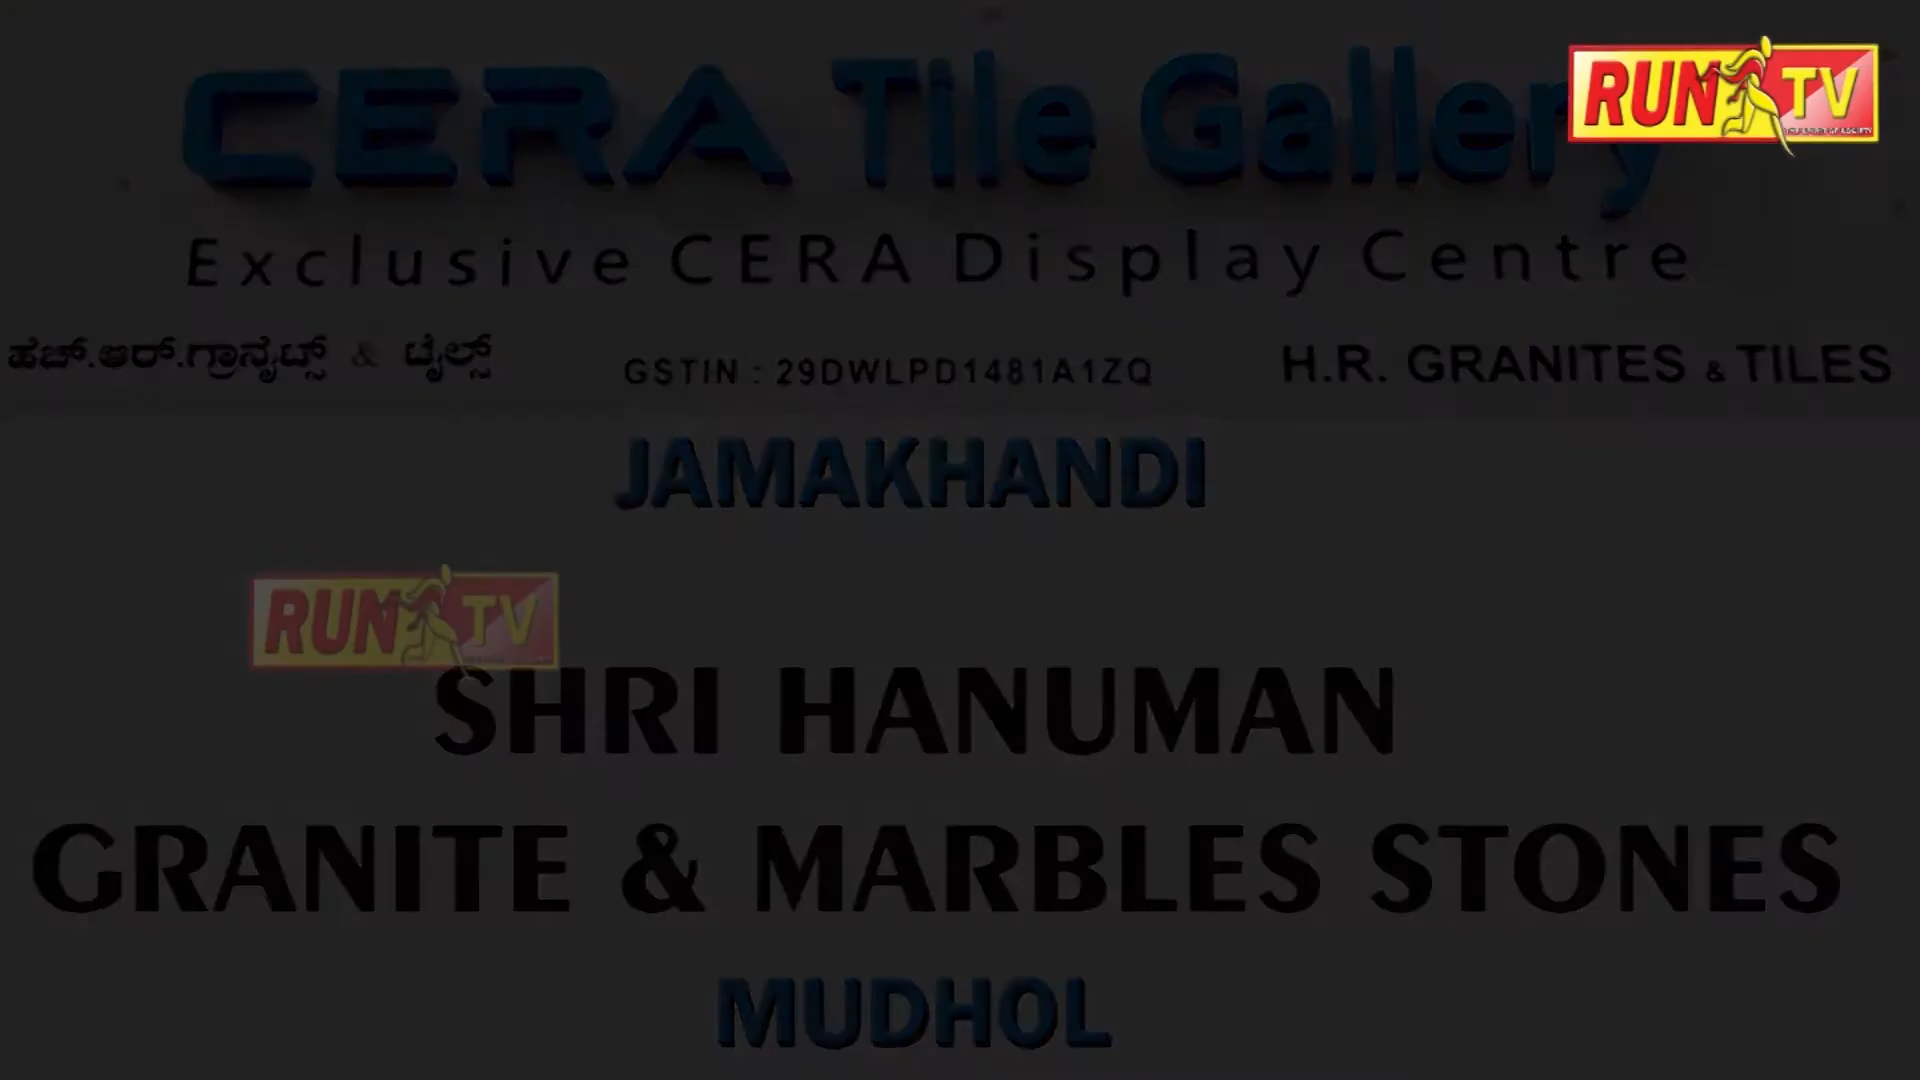 CERA Tile Gallery
RUN TV
Exclusive CERA Display Centre
ಹೆಚ್.ಆರ್.ಗ್ರಾನೈಟ್ಸ್ & ಟೈಲ್ಸ್
GSTIN : 29DWLPD1481A1ZQ
H.R. GRANITES & TILES
JAMAKHANDI
RUN TV
SHRI HANUMAN
GRANITE & MARBLES STONES
MUDHOL